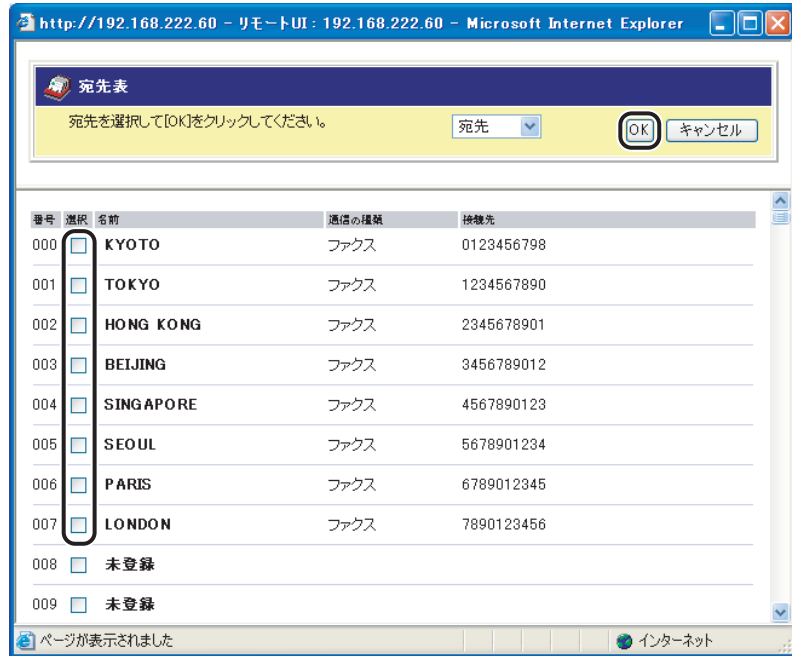 http://192.168.222.60 - リモートUI : 192.168.222.60 - Microsoft Internet Explorer
宛先表
宛先を選択して[OK]をクリックしてください。 宛先 OK キャンセル
番号 選択 名前 通信の種類 接続先
000 KYOTO ファクス 0123456798
001 TOKYO ファクス 1234567890
002 HONG KONG ファクス 2345678901
003 BEIJING ファクス 3456789012
004 SINGAPORE ファクス 4567890123
005 SEOUL ファクス 5678901234
006 PARIS ファクス 6789012345
007 LONDON ファクス 7890123456
008 未登録
009 未登録
ページが表示されました インターネット